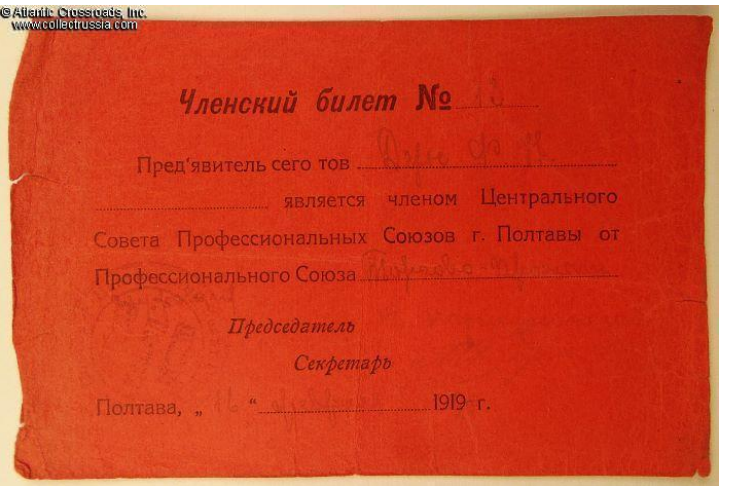 © Atlantic Crossroads, Inc.
www.collectrussia.com
Членский билет № 13
Пред'явитель сего тов
является членом Центрального
Совета Профессиональных Союзов г. Полтавы от
Профессионального Союза
Председатель
Секретарь
Полтава, „ “ 1919 г.